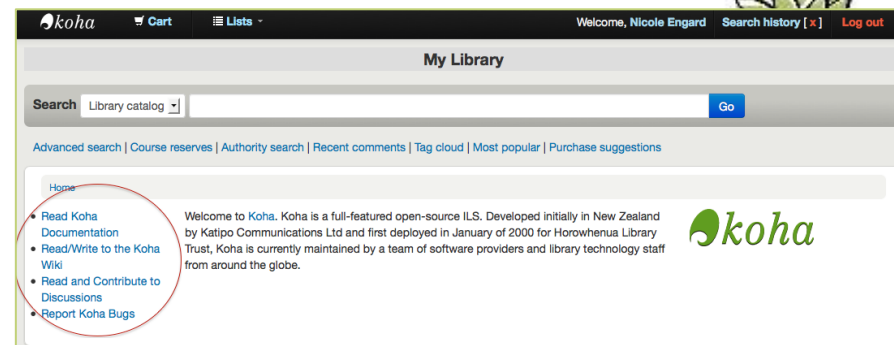 koha Cart Lists Welcome, Nicole Engard Search history [x] Log out
My Library
Search Library catalog Go
Advanced search | Course reserves | Authority search | Recent comments | Tag cloud | Most popular | Purchase suggestions
Home
Read Koha
Documentation
Read/Write to the Koha
Wiki
Read and Contribute to
Discussions
Report Koha Bugs
Welcome to Koha. Koha is a full-featured open-source ILS. Developed initially in New Zealand
by Katipo Communications Ltd and first deployed in January of 2000 for Horowhenua Library
Trust, Koha is currently maintained by a team of software providers and library technology staff
from around the globe.
koha